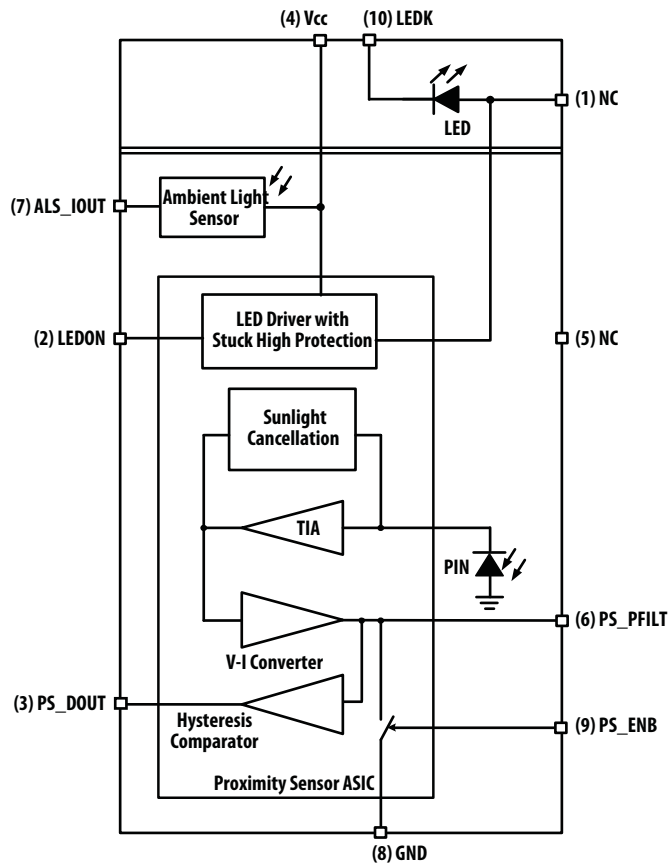 (4) Vcc
(10) LEDK
LED
(1) NC
(7) ALS_IOUT
Ambient Light
Sensor
(2) LEDON
LED Driver with
Stuck High Protection
(5) NC
Sunlight
Cancellation
TIA
PIN
(6) PS_PFILT
V-I Converter
(3) PS_DOUT
Hysteresis
Comparator
(9) PS_ENB
Proximity Sensor ASIC
(8) GND